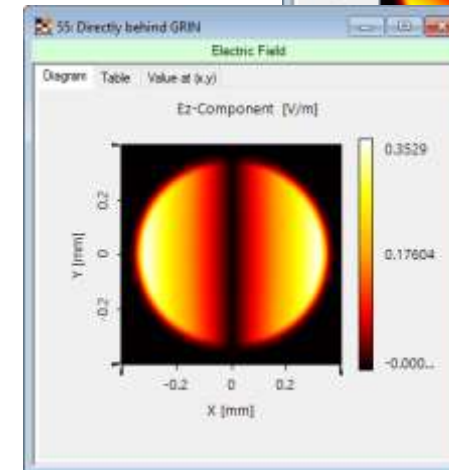 55: Directly behind GRIN
Electric Field
Diagram Table Value at (x,y)
Ez-Component [V/m]
0.3529
0.17604
-0.000...
Y [mm]
0.2
0
-0.2
-0.2 0 0.2
X [mm]